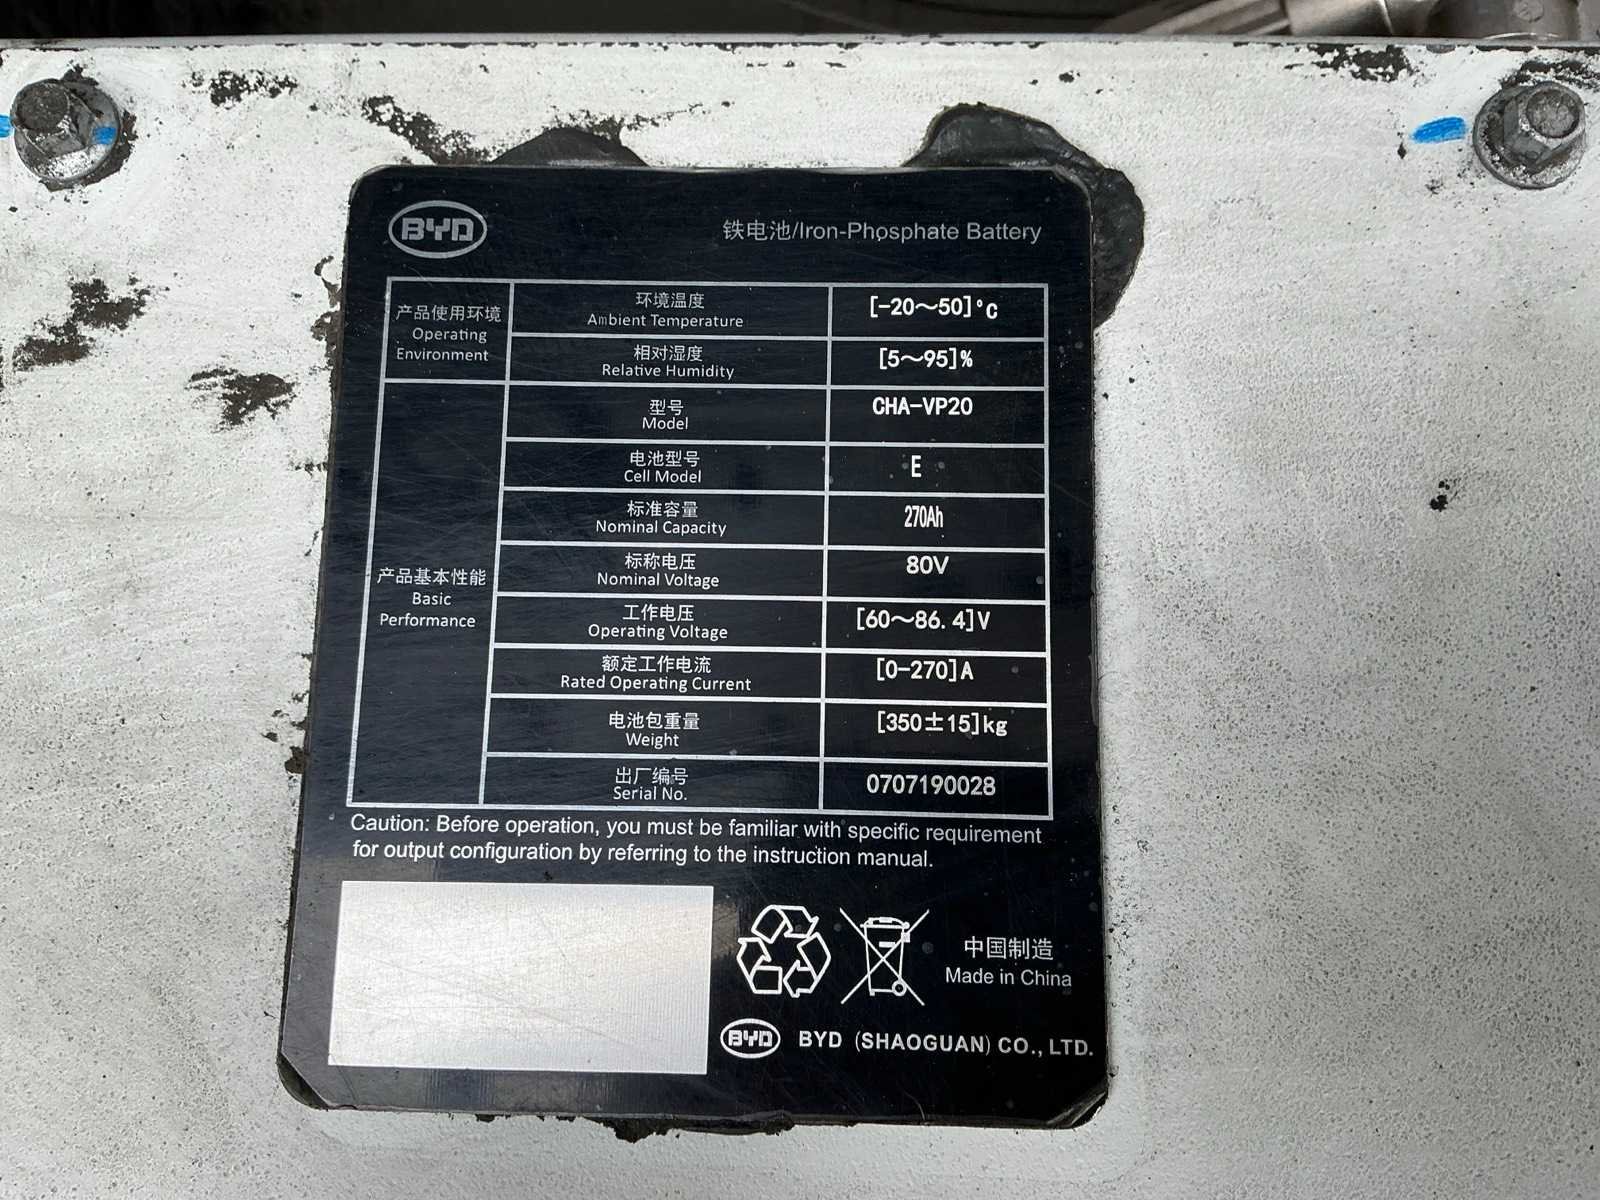 BYD
铁电池/Iron-Phosphate Battery
产品使用环境
Operating
Environment
环境温度
Ambient Temperature
[-20～50]°C
相对湿度
Relative Humidity
[5～95]%
产品基本性能
Basic
Performance
型号
Model
CHA-VP20
电池型号
Cell Model
E
标准容量
Nominal Capacity
270Ah
标称电压
Nominal Voltage
80V
工作电压
Operating Voltage
[60～86.4]V
额定工作电流
Rated Operating Current
[0-270]A
电池包重量
Weight
[350±15]kg
出厂编号
Serial No.
0707190028
Caution: Before operation, you must be familiar with specific requirement
for output configuration by referring to the instruction manual.
中国制造
Made in China
BYD BYD (SHAOGUAN) CO., LTD.